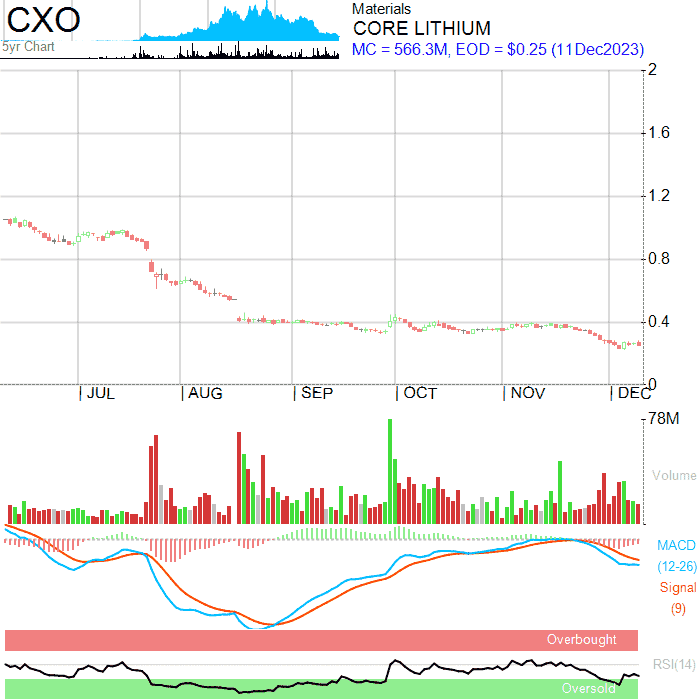 CXO
5yr Chart
Materials
CORE LITHIUM
MC = 566.3M, EOD = $0.25 (11Dec2023)
2
1.6
1.2
0.8
0.4
0
JUL
AUG
SEP
OCT
NOV
DEC
78M
Volume
MACD
(12-26)
Signal
(9)
Overbought
RSI(14)
Oversold